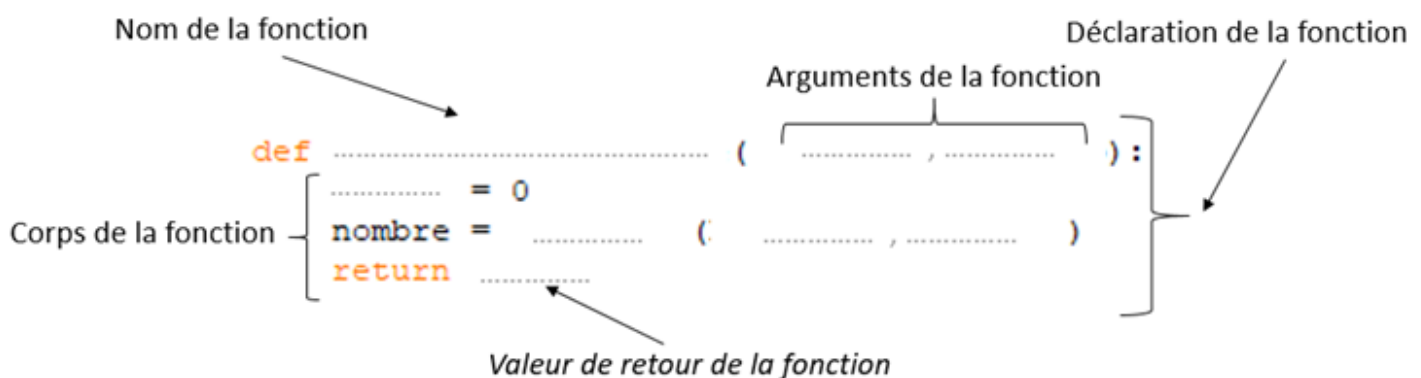 Nom de la fonction
Déclaration de la fonction
Arguments de la fonction
def .......................................... ( .............. , .............. ):
.............. = 0
Corps de la fonction
nombre = .............. ( .............. , .............. )
return ..............
Valeur de retour de la fonction